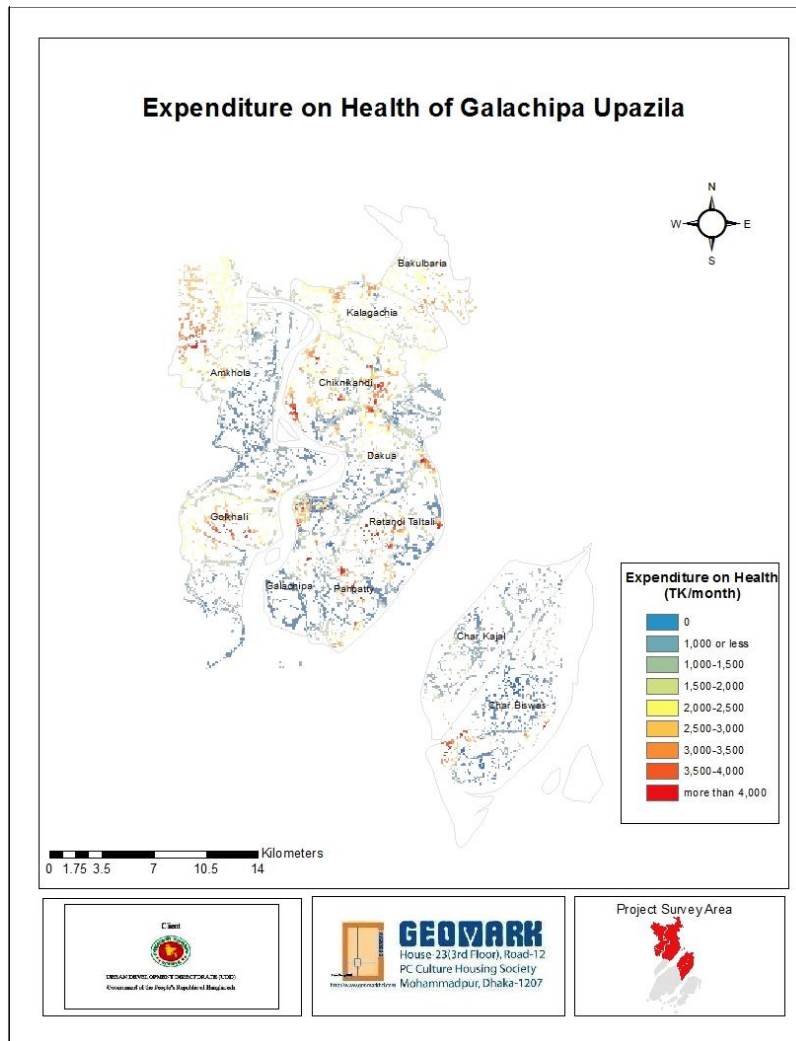 Expenditure on Health of Galachipa Upazila
N
W
E
S
Bakulbaria
Kalagachia
Amkhola
Chiknikandi
Dakua
Golkhali
Ratandi Taltali
Galachipa
Panpatty
Char Kajal
Char Biswas
Expenditure on Health
(TK/month)
0
1,000 or less
1,000-1,500
1,500-2,000
2,000-2,500
2,500-3,000
3,000-3,500
3,500-4,000
more than 4,000
Kilometers
0 1.75 3.5 7 10.5 14
Client
URBAN DEVELOPMENT DIRECTORATE (UDD)
Government of the People's Republic of Bangladesh
GEOMARK
House-23(3rd Floor), Road-12
PC Culture Housing Society
Mohammadpur, Dhaka-1207
Project Survey Area